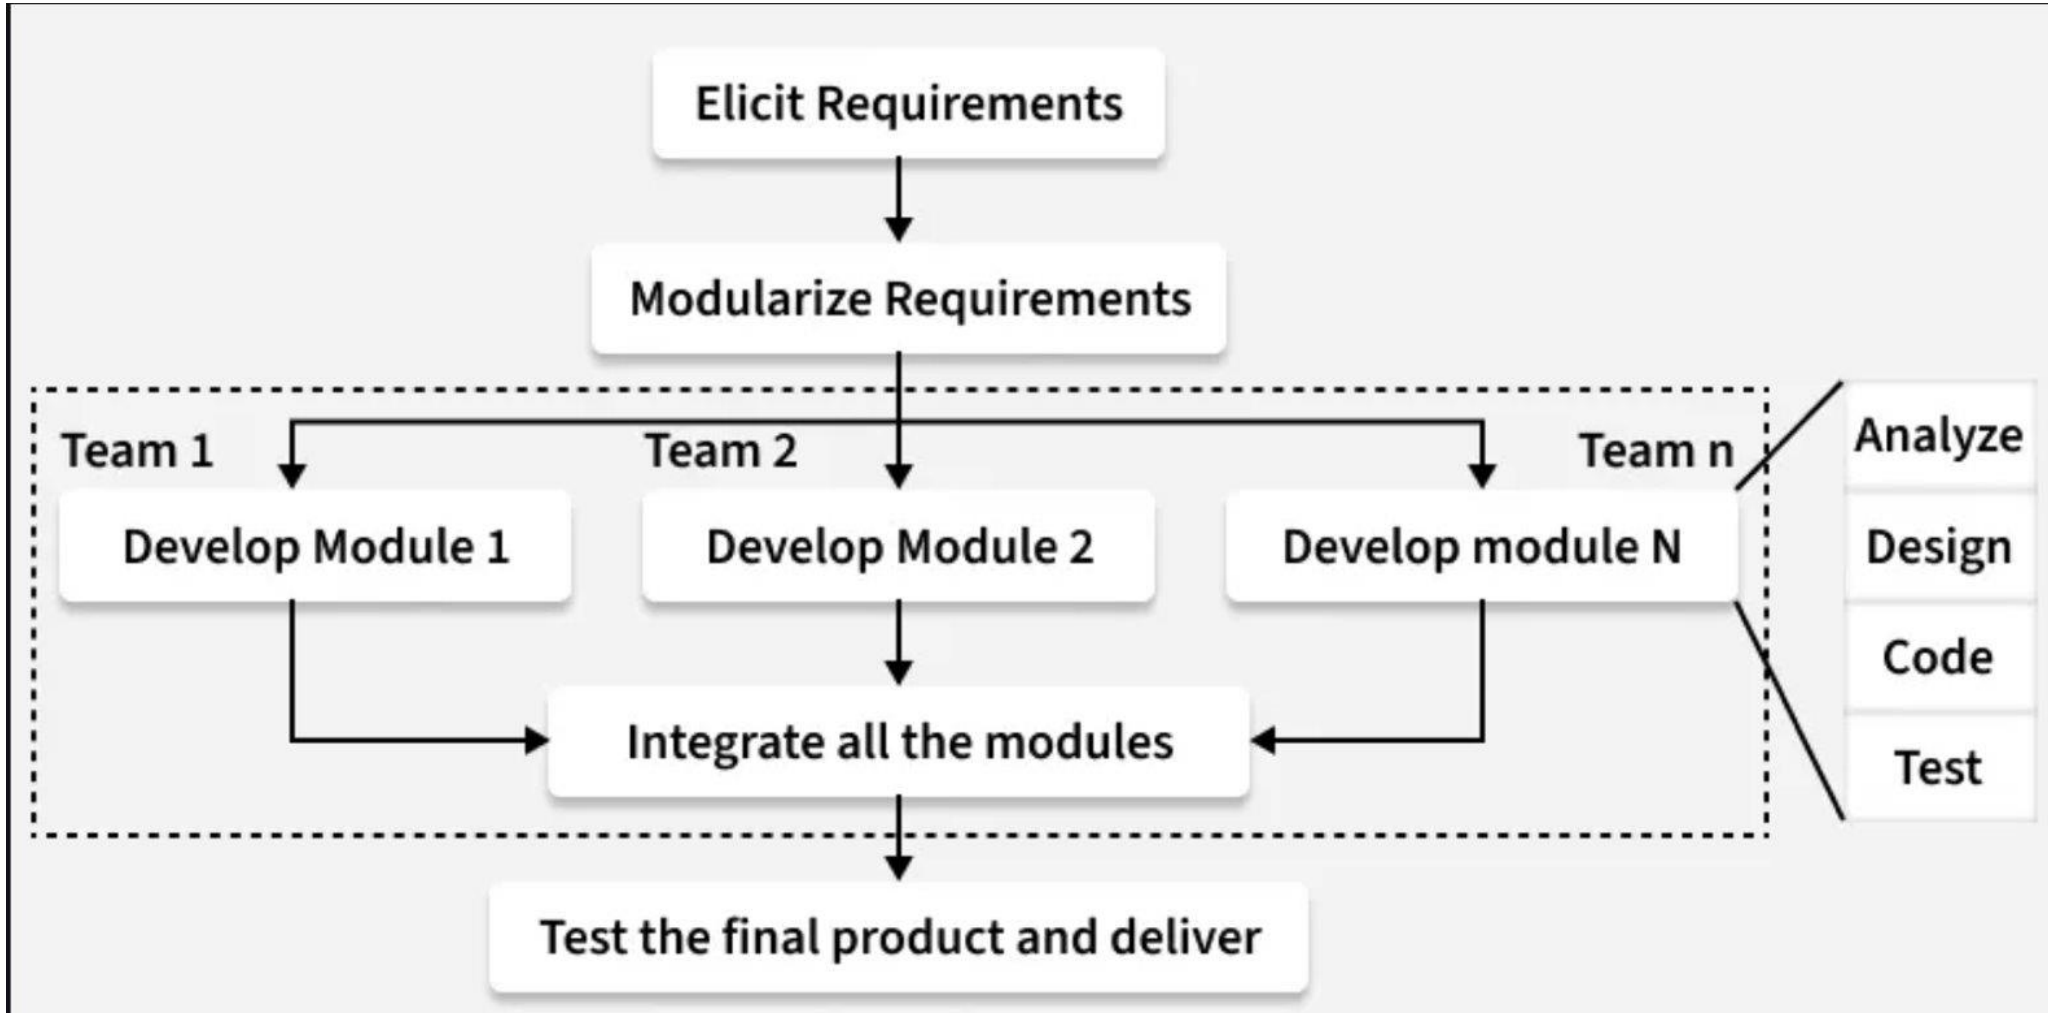 Elicit Requirements
Modularize Requirements
Team 1
Team 2
Team n
Develop Module 1
Develop Module 2
Develop module N
Analyze
Design
Code
Test
Integrate all the modules
Test the final product and deliver